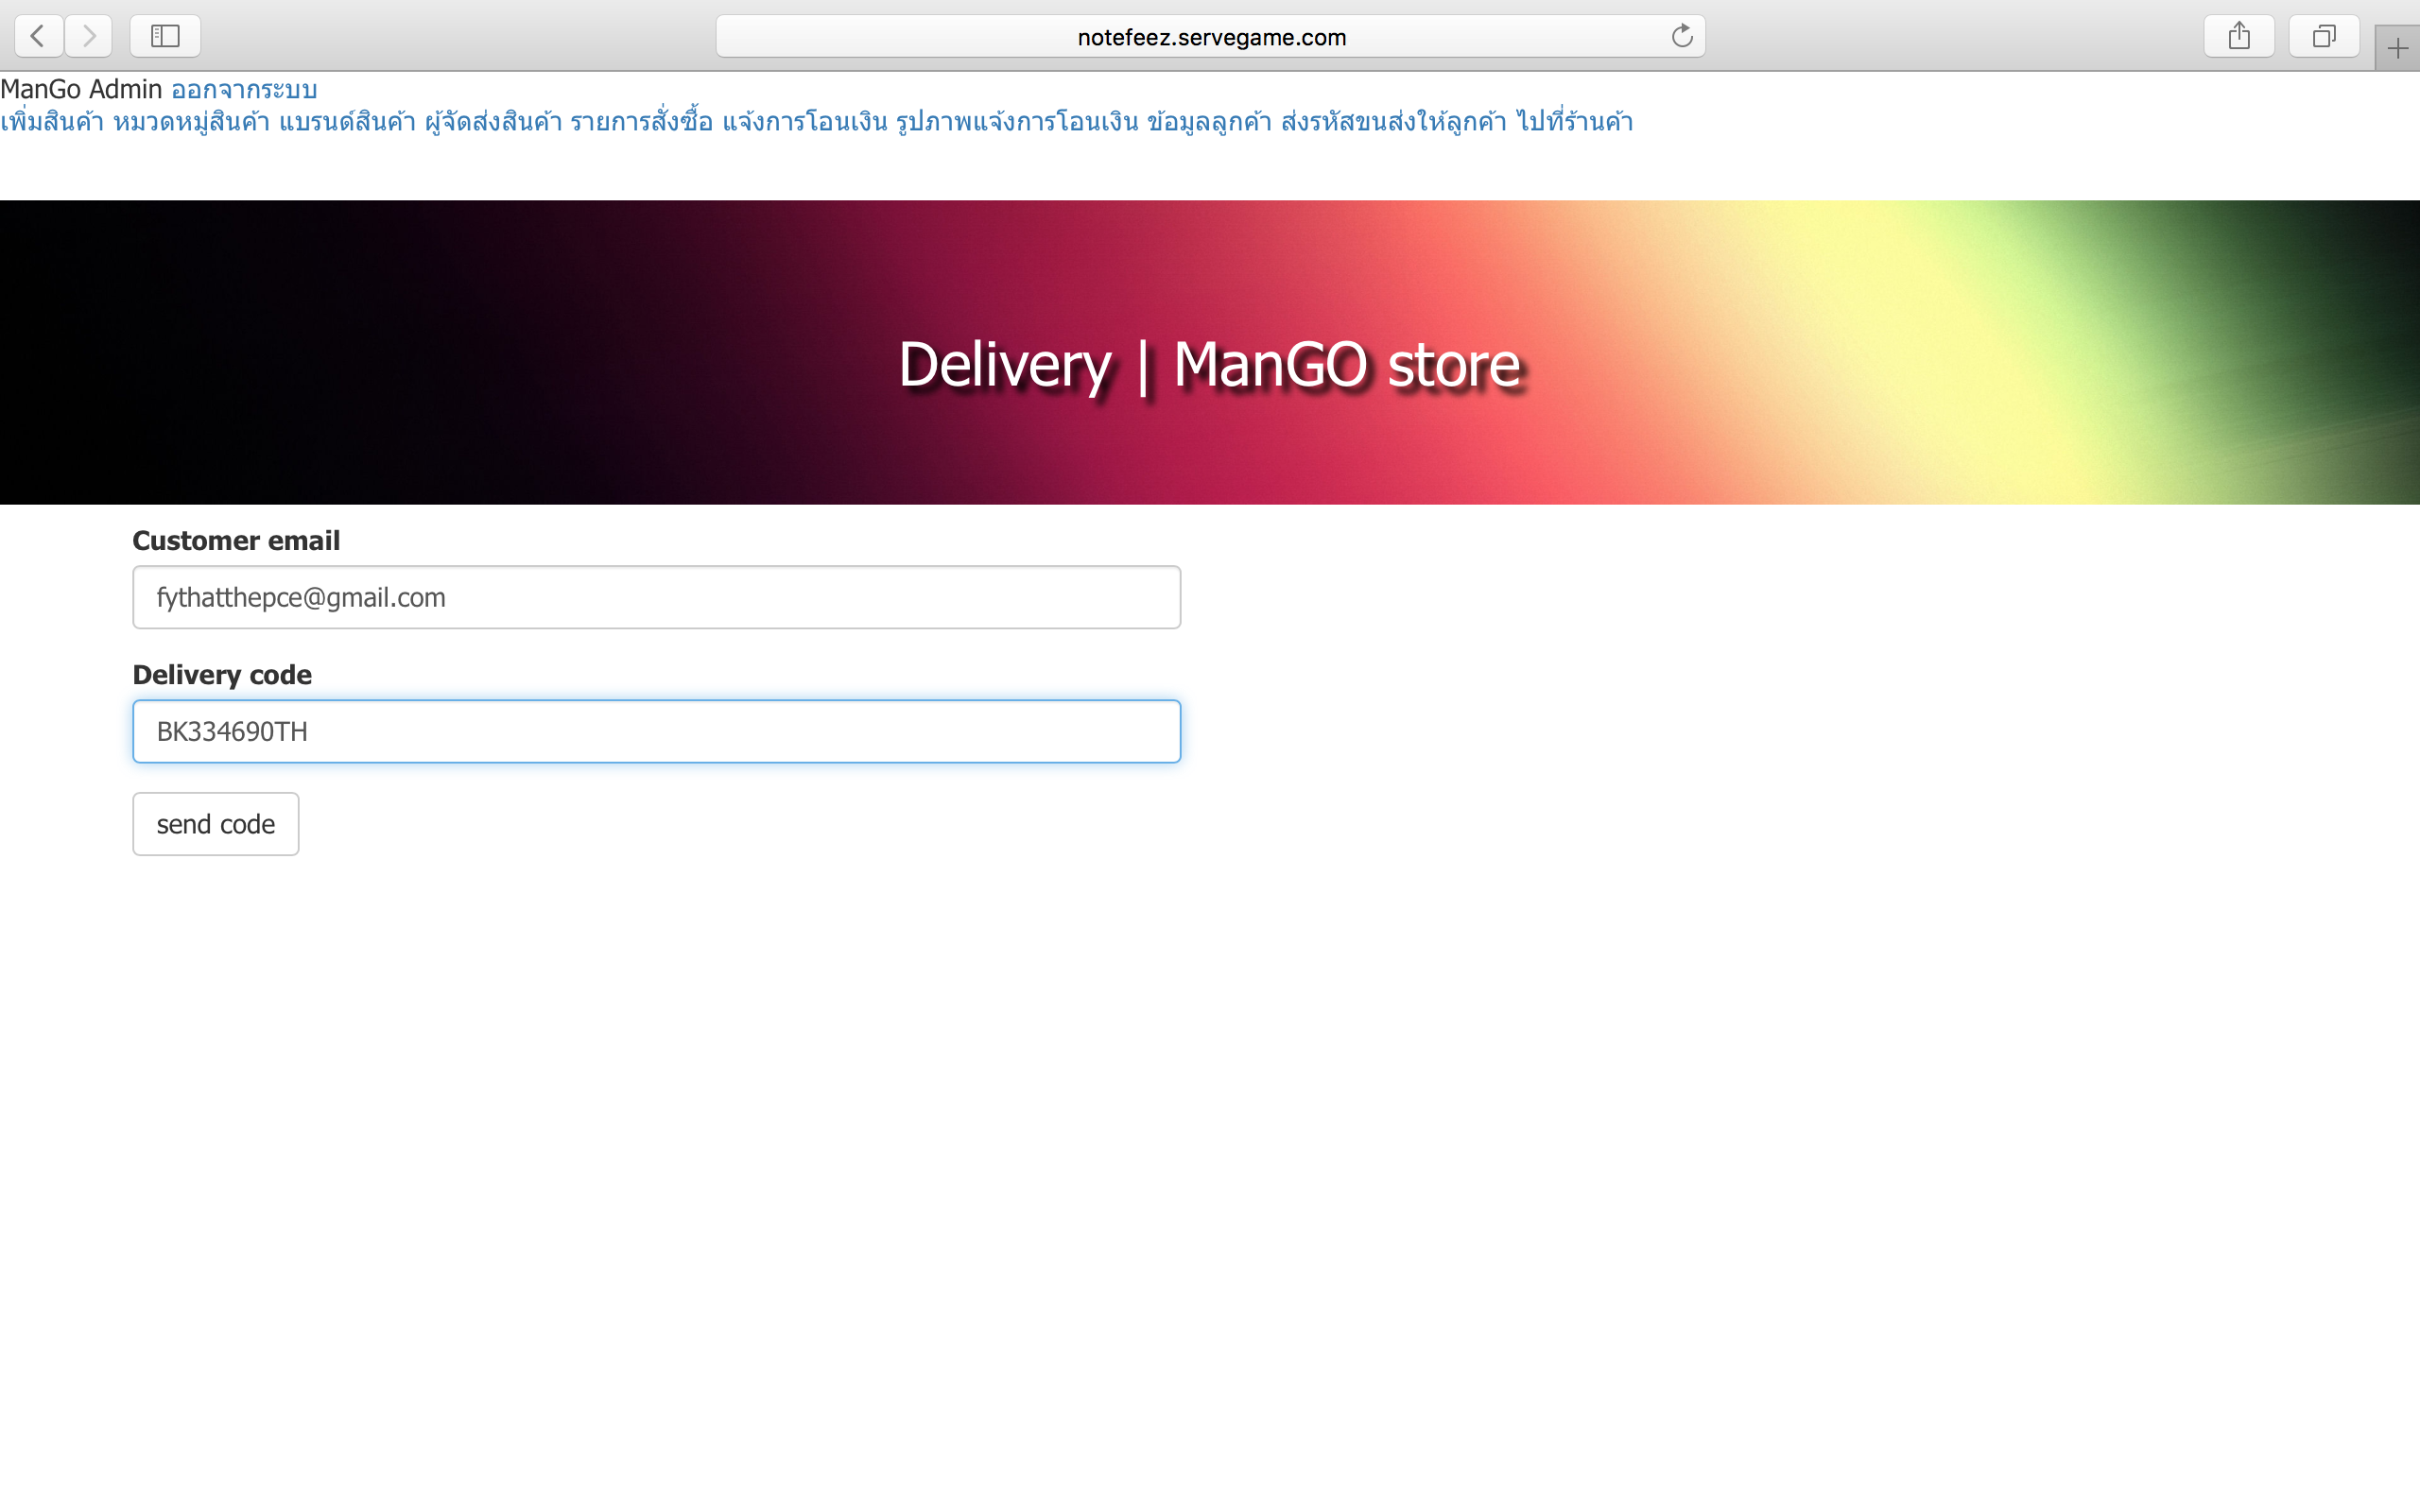 notefeez.servegame.com
ManGo Admin ออกจากระบบ
เพิ่มสินค้า หมวดหมู่สินค้า แบรนด์สินค้า ผู้จัดส่งสินค้า รายการสั่งซื้อ แจ้งการโอนเงิน รูปภาพแจ้งการโอนเงิน ข้อมูลลูกค้า ส่งรหัสขนส่งให้ลูกค้า ไปที่ร้านค้า
Delivery | ManGO store
Customer email
fythatthepce@gmail.com
Delivery code
BK334690TH
send code